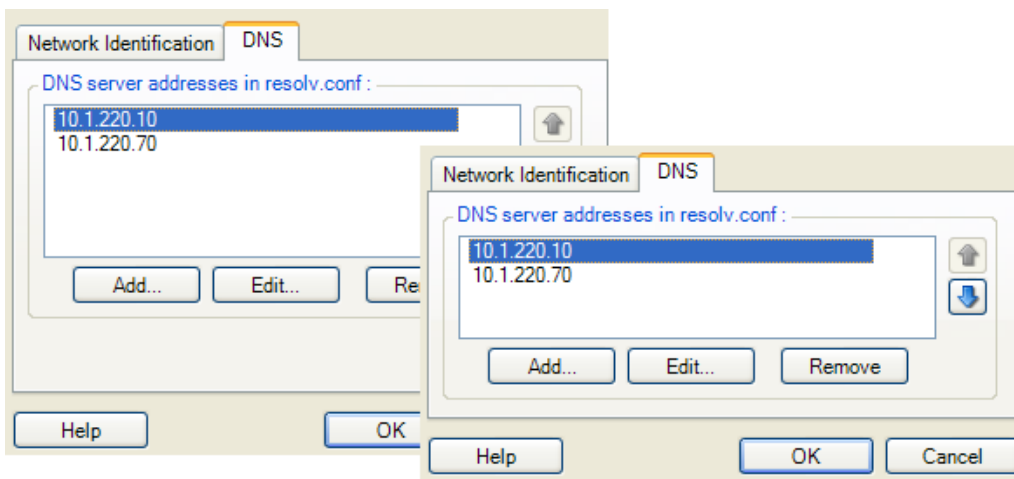 Network Identification DNS
DNS server addresses in resolv.conf :
10.1.220.10
10.1.220.70
Add... Edit... Re
Help OK
Network Identification DNS
DNS server addresses in resolv.conf :
10.1.220.10
10.1.220.70
Add... Edit... Remove
Help OK Cancel